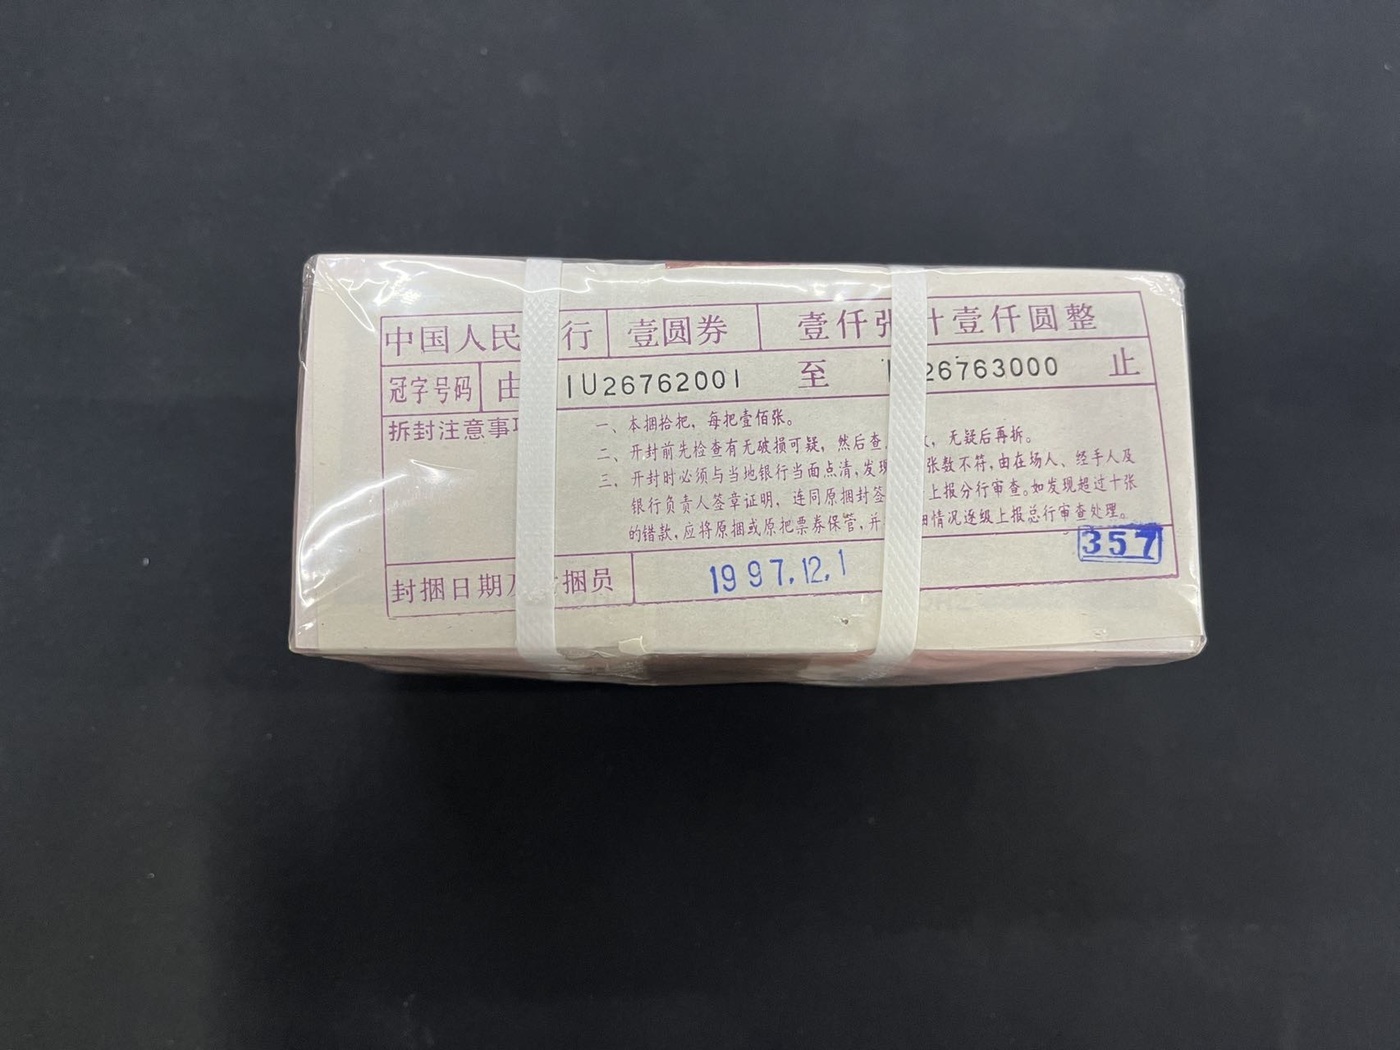 中国人民 行 壹圆券 壹仟张 计壹仟圆整
冠字号码 由 IU26762001 至 26763000 止
拆封注意事项
一、本捆拾把，每把壹佰张。
二、开封前先检查有无破损可疑，然后查 ，无疑后再拆。
三、开封时必须与当地银行当面点清，发现 张数不符，由在场人、经手人及
银行负责人签章证明，连同原捆封签 上报分行审查。如发现超过十张
的错款，应将原捆或原把票券保管，并 情况逐级上报总行审查处理。
357
封捆日期 捆员 1997.12.1